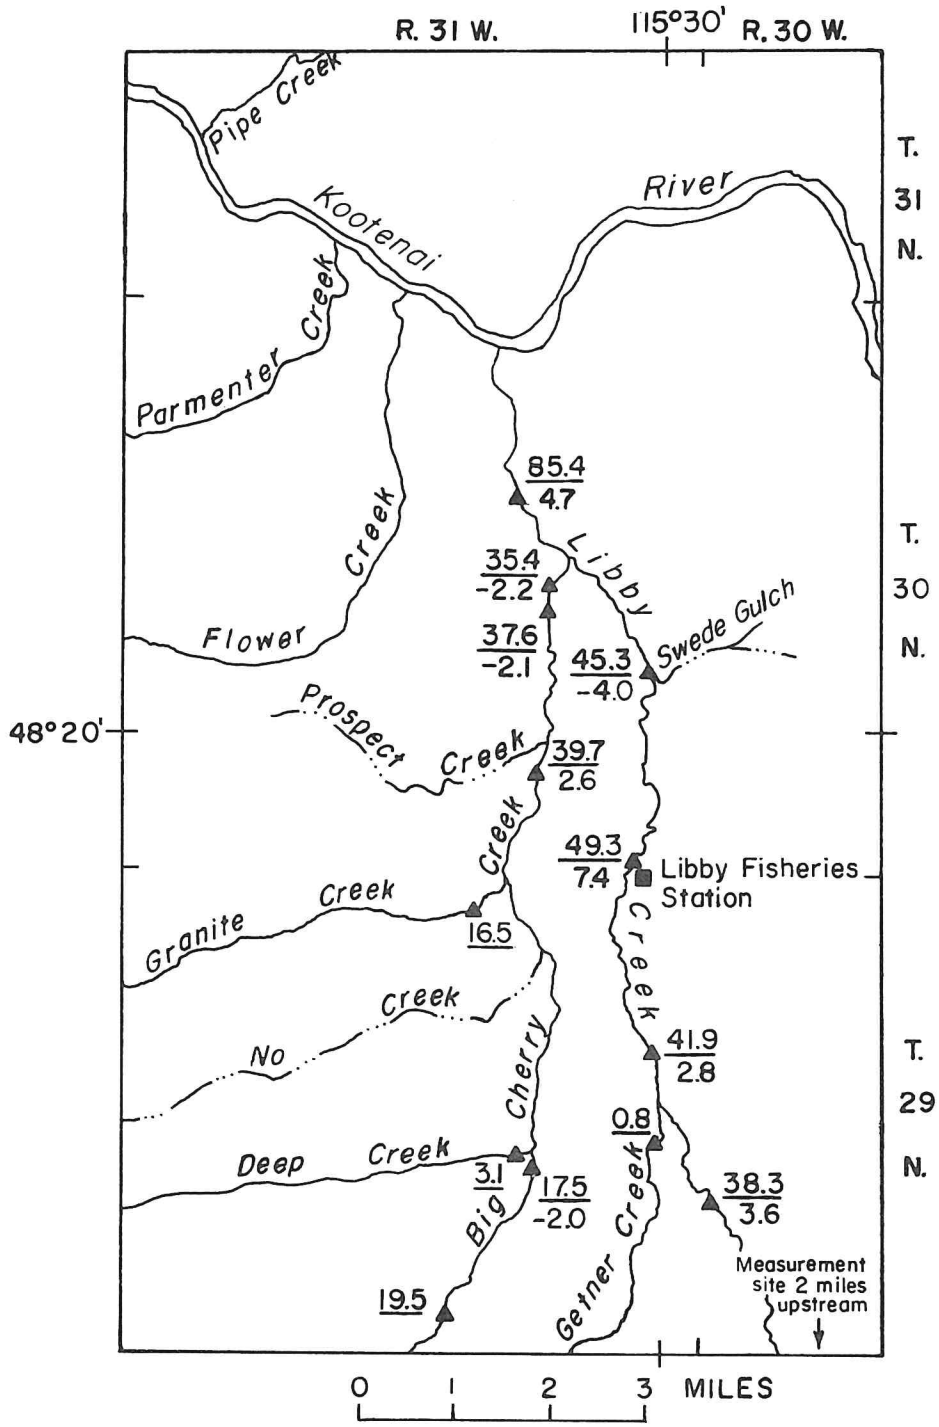 R. 31 W.
115°30'
R. 30 W.
Pipe Creek
T.
31
N.
Kootenai
River
Parmenter Creek
85.4
4.7
Flower Creek
35.4
-2.2
37.6
-2.1
Libby
T.
30
N.
Swede Gulch
45.3
-4.0
48°20'
Prospect Creek
39.7
2.6
Creek
49.3
7.4
Libby Fisheries
Station
Granite Creek
16.5
Creek
No Creek
Cherry
41.9
2.8
T.
29
N.
0.8
Deep Creek
3.1
17.5
-2.0
Big
Getner Creek
38.3
3.6
19.5
Measurement
site 2 miles
upstream
0 1 2 3 MILES